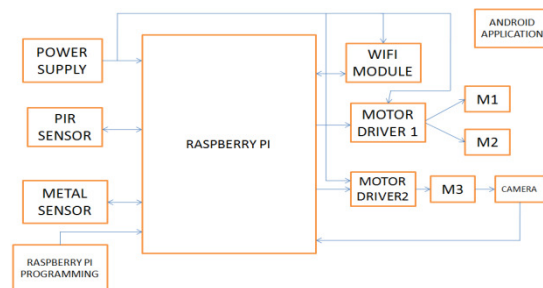 POWER
SUPPLY
PIR
SENSOR
METAL
SENSOR
RASPBERRY PI
PROGRAMMING
RASPBERRY PI
WIFI
MODULE
MOTOR
DRIVER 1
MOTOR
DRIVER2
M1
M2
M3
CAMERA
ANDROID
APPLICATION